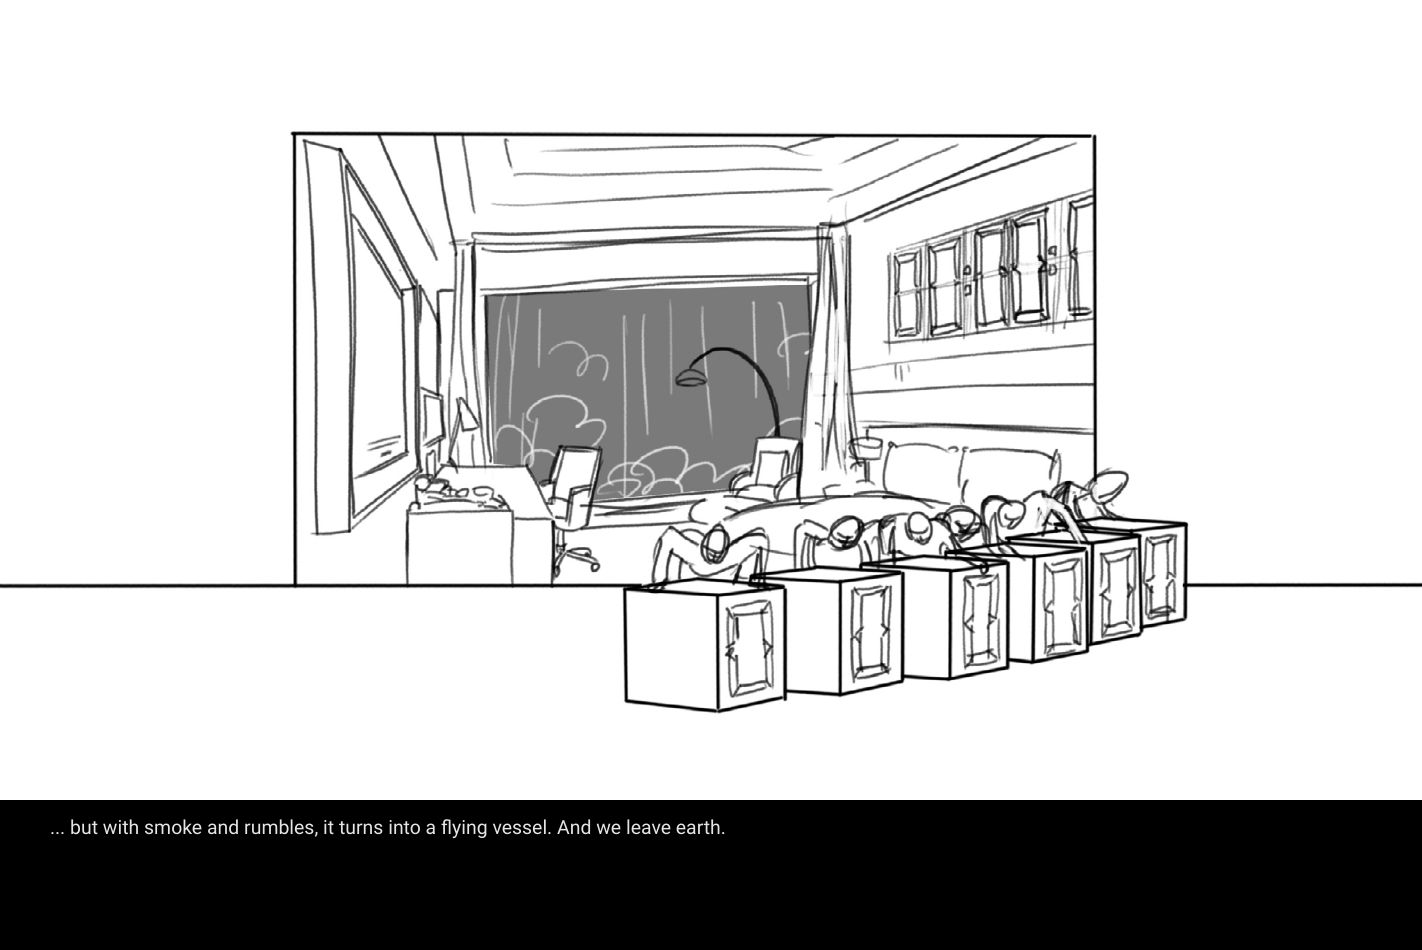 ... but with smoke and rumbles, it turns into a flying vessel. And we leave earth.